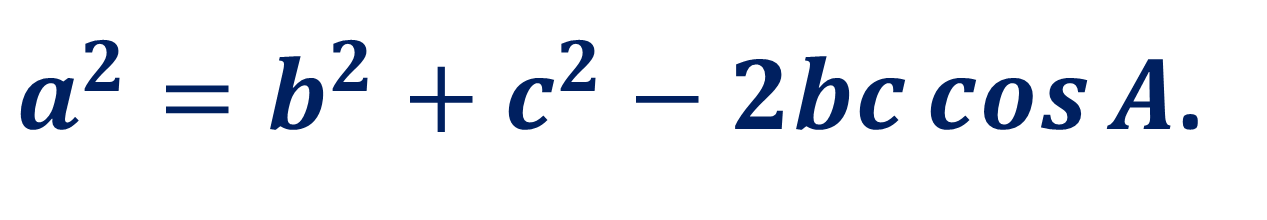 a² = b² + c² − 2bc cos A.